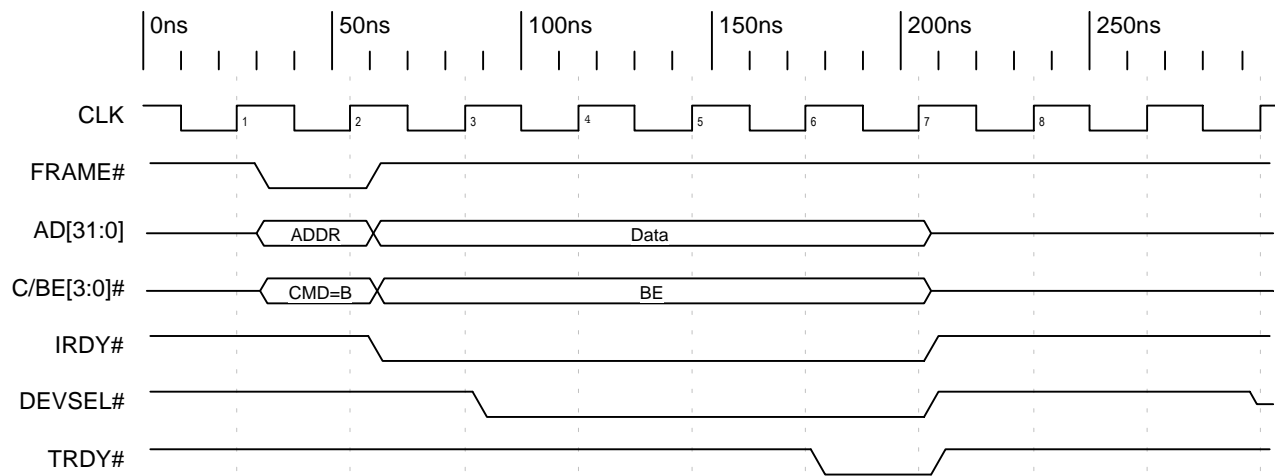 0ns 50ns 100ns 150ns 200ns 250ns
CLK 1 2 3 4 5 6 7 8
FRAME#
AD[31:0] ADDR Data
C/BE[3:0]# CMD=B BE
IRDY#
DEVSEL#
TRDY#